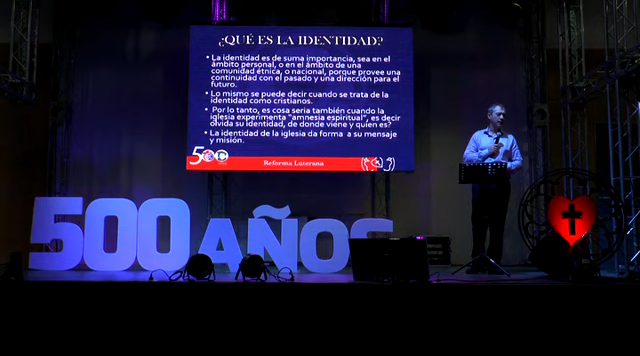 ¿QUÉ ES LA IDENTIDAD?
• La identidad es de suma importancia, sea en el
ámbito personal, o en el ámbito de una
comunidad étnica, o nacional, porque provee una
continuidad con el pasado y una dirección para el
futuro.
• Lo mismo se puede decir cuando se trata de la
identidad como cristianos.
• Por lo tanto, es cosa seria también cuando la
iglesia experimenta "amnesia espiritual", es decir
olvida su identidad, de donde viene y quien es?
• La identidad de la iglesia da forma a su mensaje
y misión.
500
Reforma Luterana
500 AÑOS